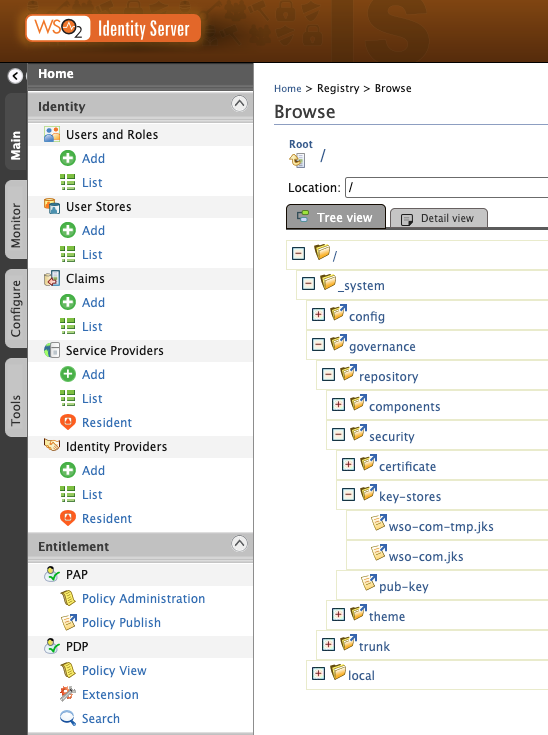 WSO2 Identity Server
Home
Identity
Users and Roles
Add
List
User Stores
Add
List
Claims
Add
List
Service Providers
Add
List
Resident
Identity Providers
Add
List
Resident
Entitlement
PAP
Policy Administration
Policy Publish
PDP
Policy View
Extension
Search
Main
Monitor
Configure
Tools
Home > Registry > Browse
Browse
Root
/
Location: /
Tree view
Detail view
/
_system
config
governance
repository
components
security
certificate
key-stores
wso-com-tmp.jks
wso-com.jks
pub-key
theme
trunk
local